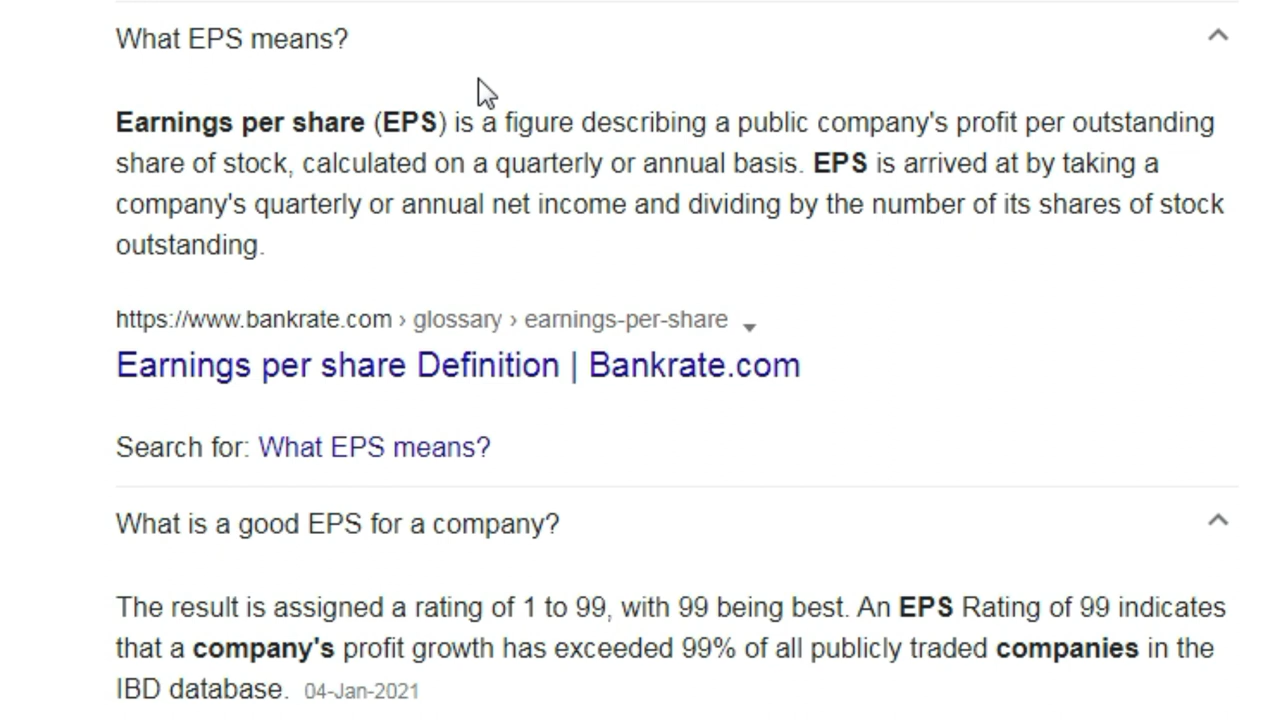 What EPS means?
Earnings per share (EPS) is a figure describing a public company's profit per outstanding
share of stock, calculated on a quarterly or annual basis. EPS is arrived at by taking a
company's quarterly or annual net income and dividing by the number of its shares of stock
outstanding.
https://www.bankrate.com › glossary › earnings-per-share
Earnings per share Definition | Bankrate.com
Search for: What EPS means?
What is a good EPS for a company?
The result is assigned a rating of 1 to 99, with 99 being best. An EPS Rating of 99 indicates
that a company's profit growth has exceeded 99% of all publicly traded companies in the
IBD database. 04-Jan-2021